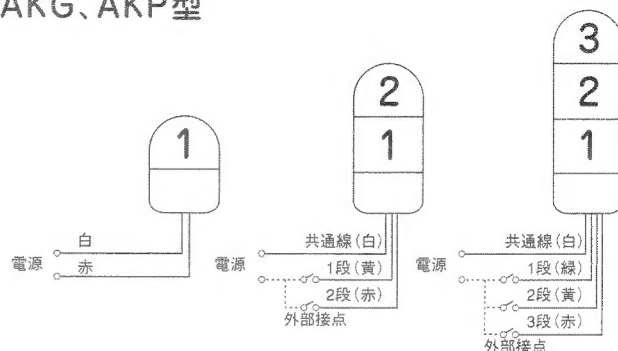 AKG、AKP型
1
白
電源
赤
2
1
共通線(白)
電源
1段(黄)
2段(赤)
外部接点
3
2
1
共通線(白)
電源
1段(緑)
2段(黄)
3段(赤)
外部接点